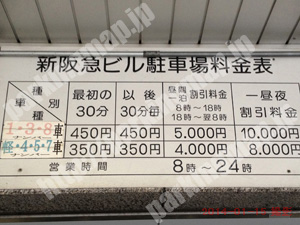 新阪急ビル駐車場料金表
種別 車種 最初の30分 以後30分毎 昼間一泊 割引料金 8時~18時 18時~翌8時 一昼夜割引料金
1・3・8車 450円 450円 5.000円 10.000円
軽・4・5・7車 350円 350円 4.000円 8.000円
営業時間 8時~24時